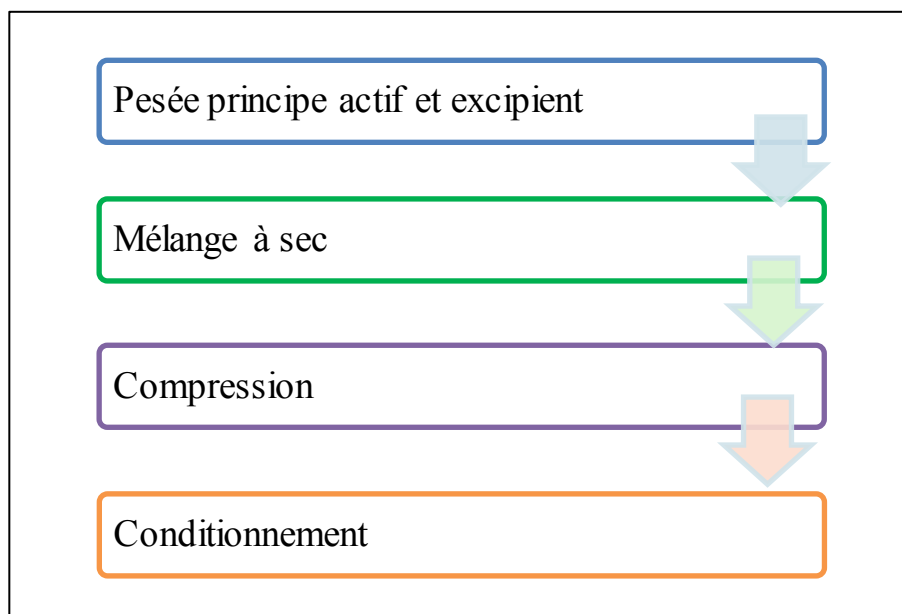 Pesée principe actif et excipient
Mélange à sec
Compression
Conditionnement